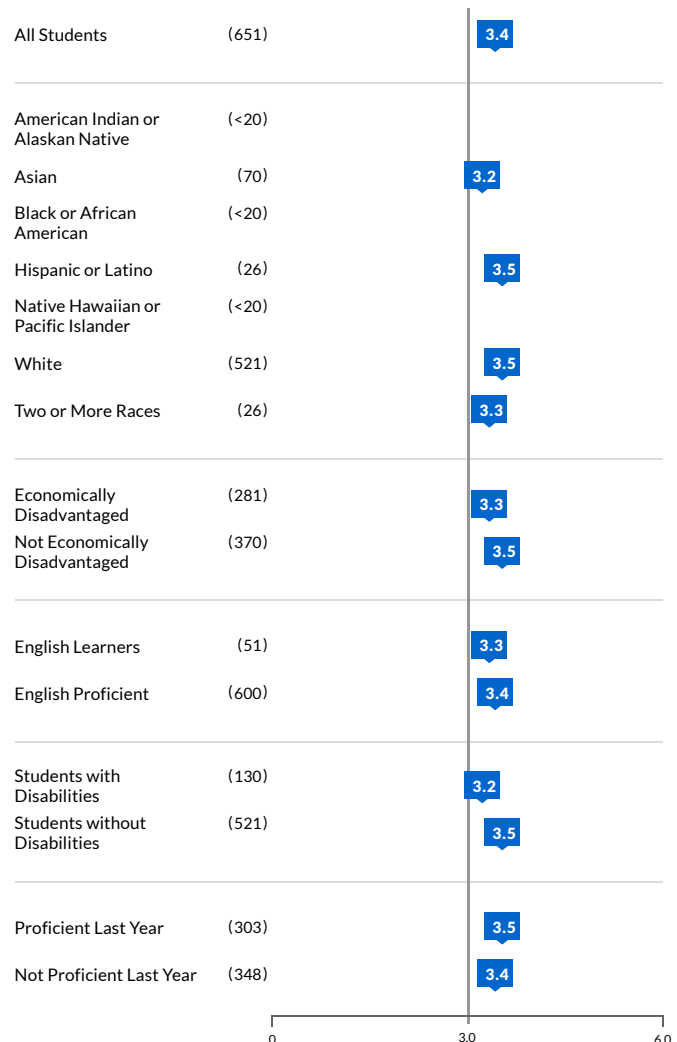 All Students (651) 3.4
American Indian or (<20)
Alaskan Native
Asian (70) 3.2
Black or African (<20)
American
Hispanic or Latino (26) 3.5
Native Hawaiian or (<20)
Pacific Islander
White (521) 3.5
Two or More Races (26) 3.3
Economically (281) 3.3
Disadvantaged
Not Economically (370) 3.5
Disadvantaged
English Learners (51) 3.3
English Proficient (600) 3.4
Students with (130) 3.2
Disabilities
Students without (521) 3.5
Disabilities
Proficient Last Year (303) 3.5
Not Proficient Last Year (348) 3.4
0 3.0 6.0